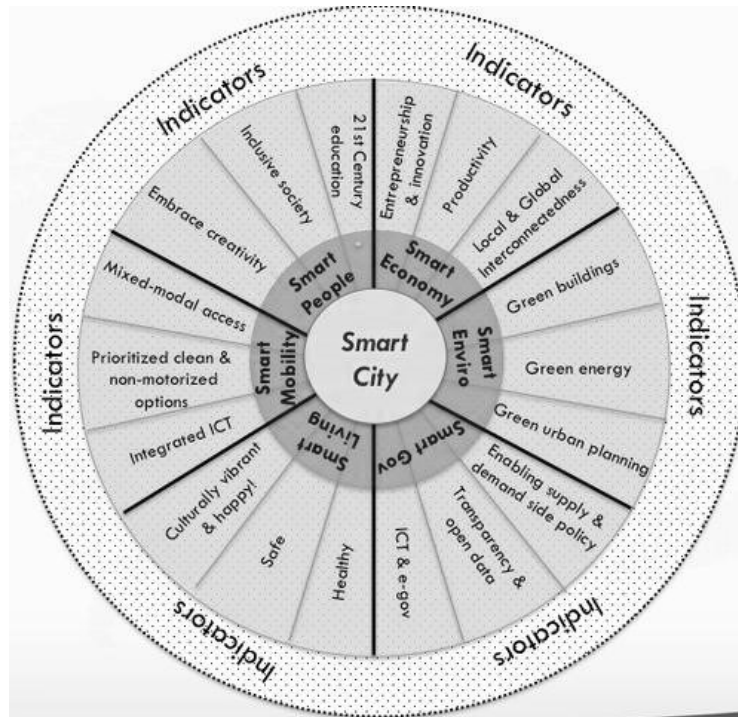 Smart
City
Smart
Economy
Entrepreneurship
& innovation
Productivity
Local & Global
Interconnectedness
Indicators
Smart
Enviro
Green buildings
Green energy
Green urban planning
Indicators
Smart Gov
Enabling supply &
demand side policy
Transparency &
open data
ICT & e-gov
Indicators
Smart
Living
Healthy
Safe
Culturally vibrant
& happy!
Indicators
Smart
Mobility
Integrated ICT
Prioritized clean &
non-motorized
options
Mixed-modal access
Indicators
Smart
People
Embrace creativity
Inclusive society
21st Century
education
Indicators